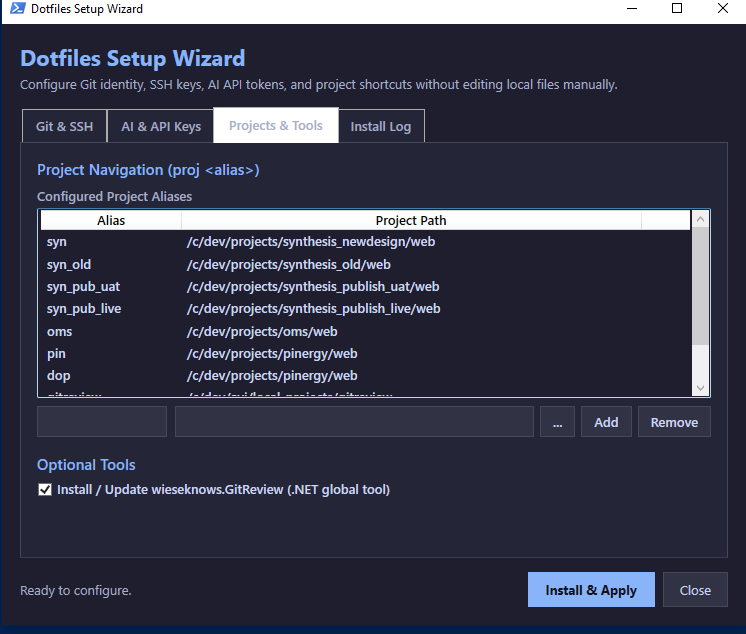 Dotfiles Setup Wizard
Dotfiles Setup Wizard
Configure Git identity, SSH keys, AI API tokens, and project shortcuts without editing local files manually.
Git & SSH AI & API Keys Projects & Tools Install Log
Project Navigation (proj <alias>)
Configured Project Aliases
Alias Project Path
syn /c/dev/projects/synthesis_newdesign/web
syn_old /c/dev/projects/synthesis_old/web
syn_pub_uat /c/dev/projects/synthesis_publish_uat/web
syn_pub_live /c/dev/projects/synthesis_publish_live/web
oms /c/dev/projects/oms/web
pin /c/dev/projects/pinergy/web
dop /c/dev/projects/pinergy/web
... Add Remove
Optional Tools
Install / Update wieseknows.GitReview (.NET global tool)
Ready to configure. Install & Apply Close